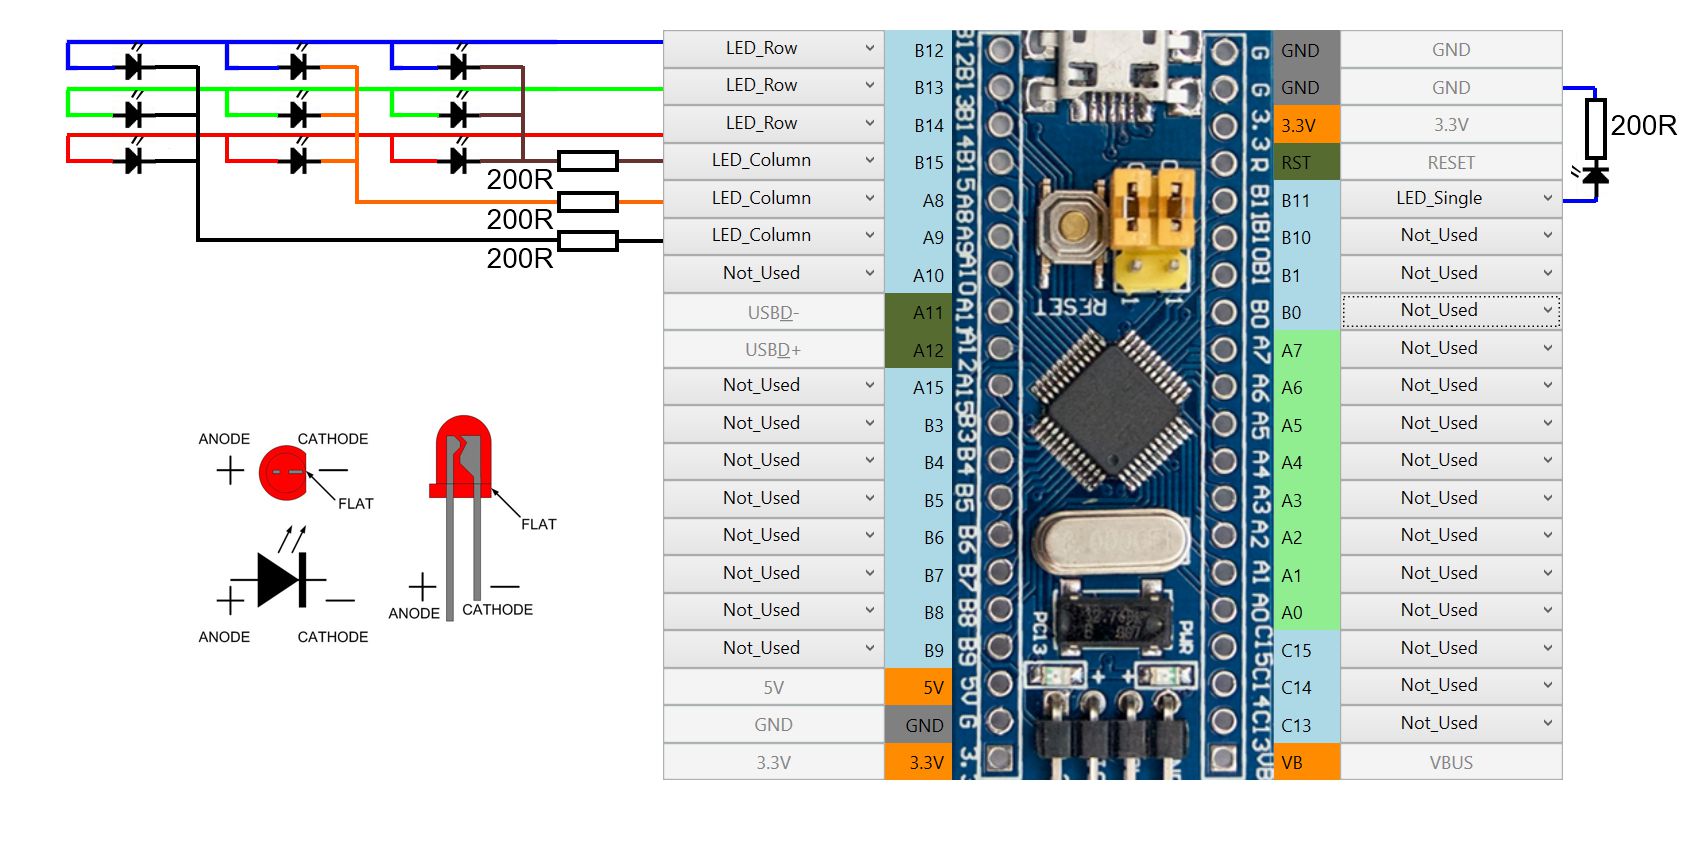 LED_Row B12
LED_Row B13
LED_Row B14
LED_Column B15
LED_Column A8
LED_Column A9
Not_Used A10
USBD- A11
USBD+ A12
Not_Used A15
Not_Used B3
Not_Used B4
Not_Used B5
Not_Used B6
Not_Used B7
Not_Used B8
Not_Used B9
5V 5V
GND GND
3.3V 3.3V
200R
200R
200R
ANODE CATHODE
+ —
FLAT
+ —
ANODE CATHODE
FLAT
+ —
ANODE CATHODE
B12 B13 B14 B15 A8 A9 A10 A11 A12 A15 B3 B4 B5 B6 B7 B8 B9 5V G 3.3
RESET
1 1
PC13 PWR
+ +
G G 3.3 R B11 B10 B1 B0 A7 A6 A5 A4 A3 A2 A1 A0 C15 C14 C13 VB
GND GND
GND GND
3.3V 3.3V
RST RESET
B11 LED_Single
B10 Not_Used
B1 Not_Used
B0 Not_Used
A7 Not_Used
A6 Not_Used
A5 Not_Used
A4 Not_Used
A3 Not_Used
A2 Not_Used
A1 Not_Used
A0 Not_Used
C15 Not_Used
C14 Not_Used
C13 Not_Used
VB VBUS
200R